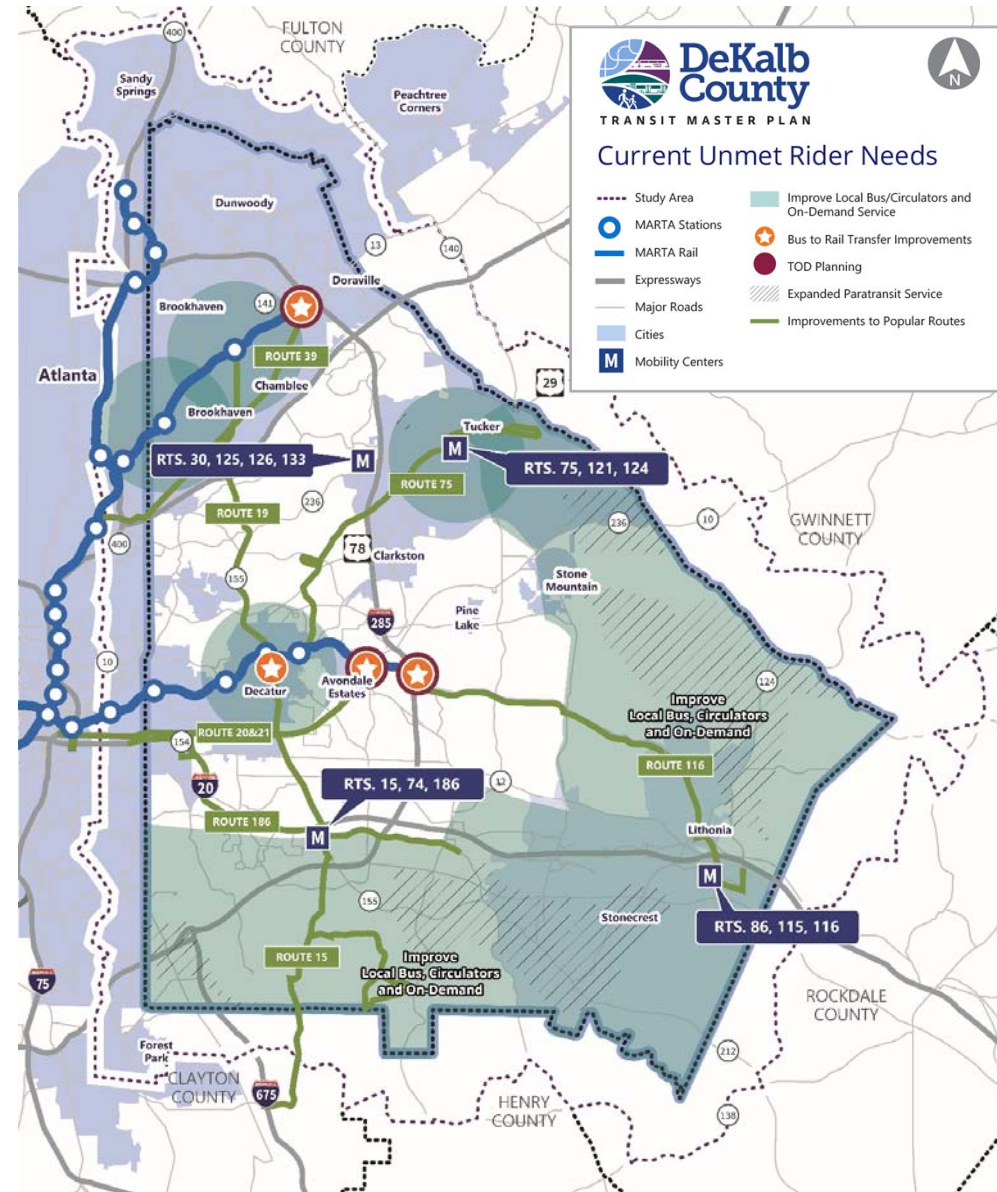 DeKalb
County
TRANSIT MASTER PLAN
N
Current Unmet Rider Needs
Study Area
MARTA Stations
MARTA Rail
Expressways
Major Roads
Cities
M
Mobility Centers
Improve Local Bus/Circulators and
On-Demand Service
Bus to Rail Transfer Improvements
TOD Planning
Expanded Paratransit Service
Improvements to Popular Routes
400
FULTON
COUNTY
Sandy
Springs
Peachtree
Corners
Dunwoody
13
140
Doraville
Brookhaven
141
ROUTE 39
Atlanta
Chamblee
29
Brookhaven
Tucker
RTS. 30, 125, 126, 133
M
M
RTS. 75, 121, 124
ROUTE 75
236
ROUTE 19
236
10
GWINNETT
COUNTY
400
78
Clarkston
155
Stone
Mountain
Pine
Lake
285
10
Decatur
Avondale
Estates
124
Improve
Local Bus, Circulators
and On-Demand
ROUTE 20&21
154
ROUTE 116
20
RTS. 15, 74, 186
12
ROUTE 186
M
Lithonia
M
155
Stonecrest
RTS. 86, 115, 116
ROUTE 15
Improve
Local Bus, Circulators
and On-Demand
75
ROCKDALE
COUNTY
Forest
Park
212
CLAYTON
COUNTY
675
HENRY
COUNTY
138